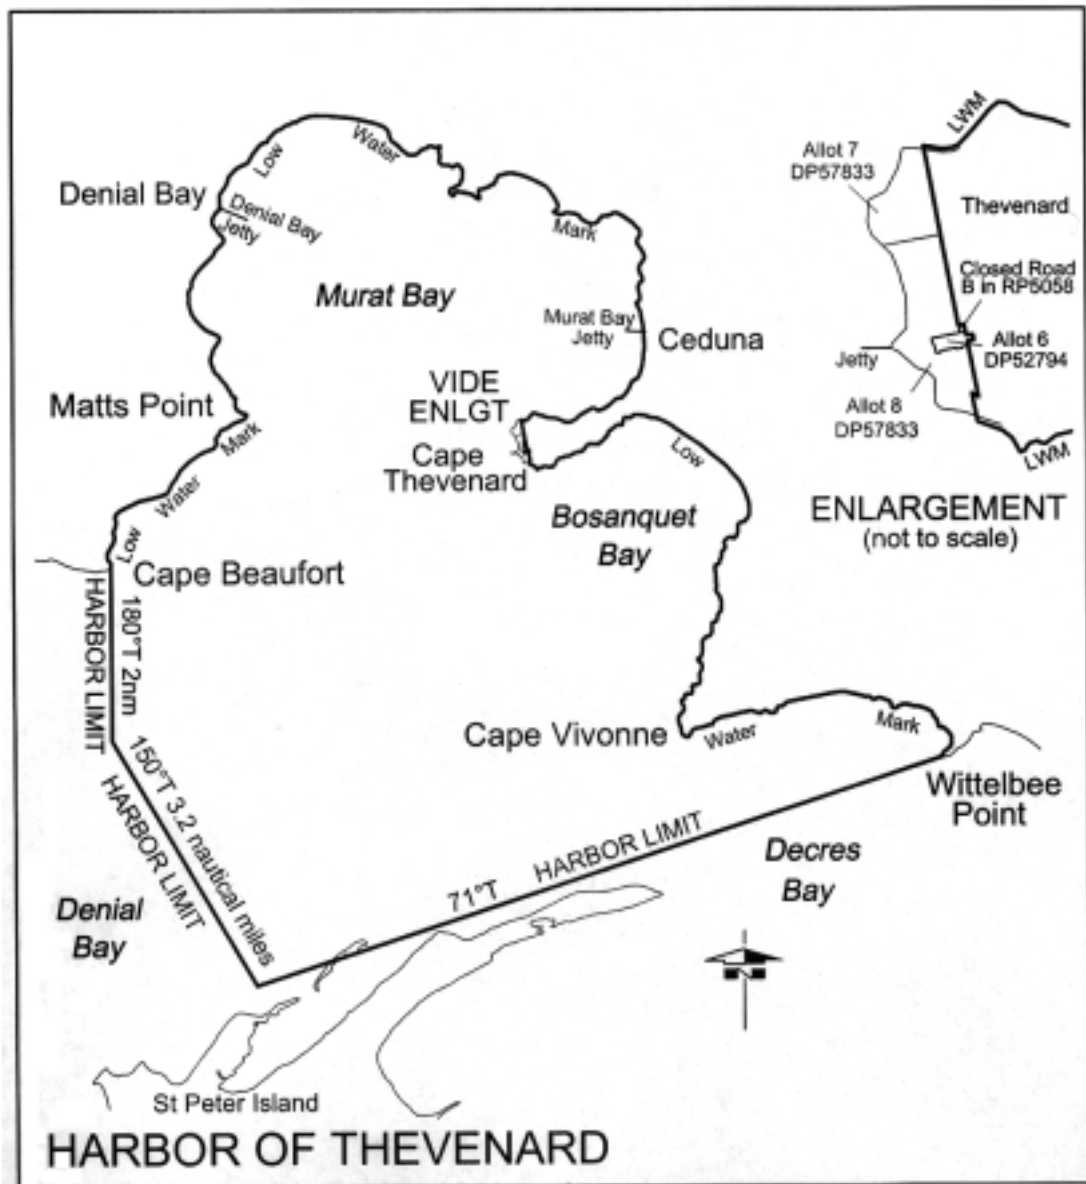 Low
Water
Mark
Denial Bay
Denial Bay
Jetty
Murat Bay
Murat Bay
Jetty
Ceduna
VIDE
ENLGT
Matts Point
Mark
Water
Low
Cape
Thevenard
Low
Bosanquet
Bay
Cape Beaufort
HARBOR LIMIT
180°T 2nm
Cape Vivonne
Water
Mark
Wittelbee
Point
150°T 3.2 nautical miles
HARBOR LIMIT
71°T
HARBOR LIMIT
Decres
Bay
Denial
Bay
St Peter Island
HARBOR OF THEVENARD
LWM
Allot 7
DP57833
Thevenard
Closed Road
B in RP5058
Allot 6
DP52794
Jetty
Allot 8
DP57833
LWM
ENLARGEMENT
(not to scale)